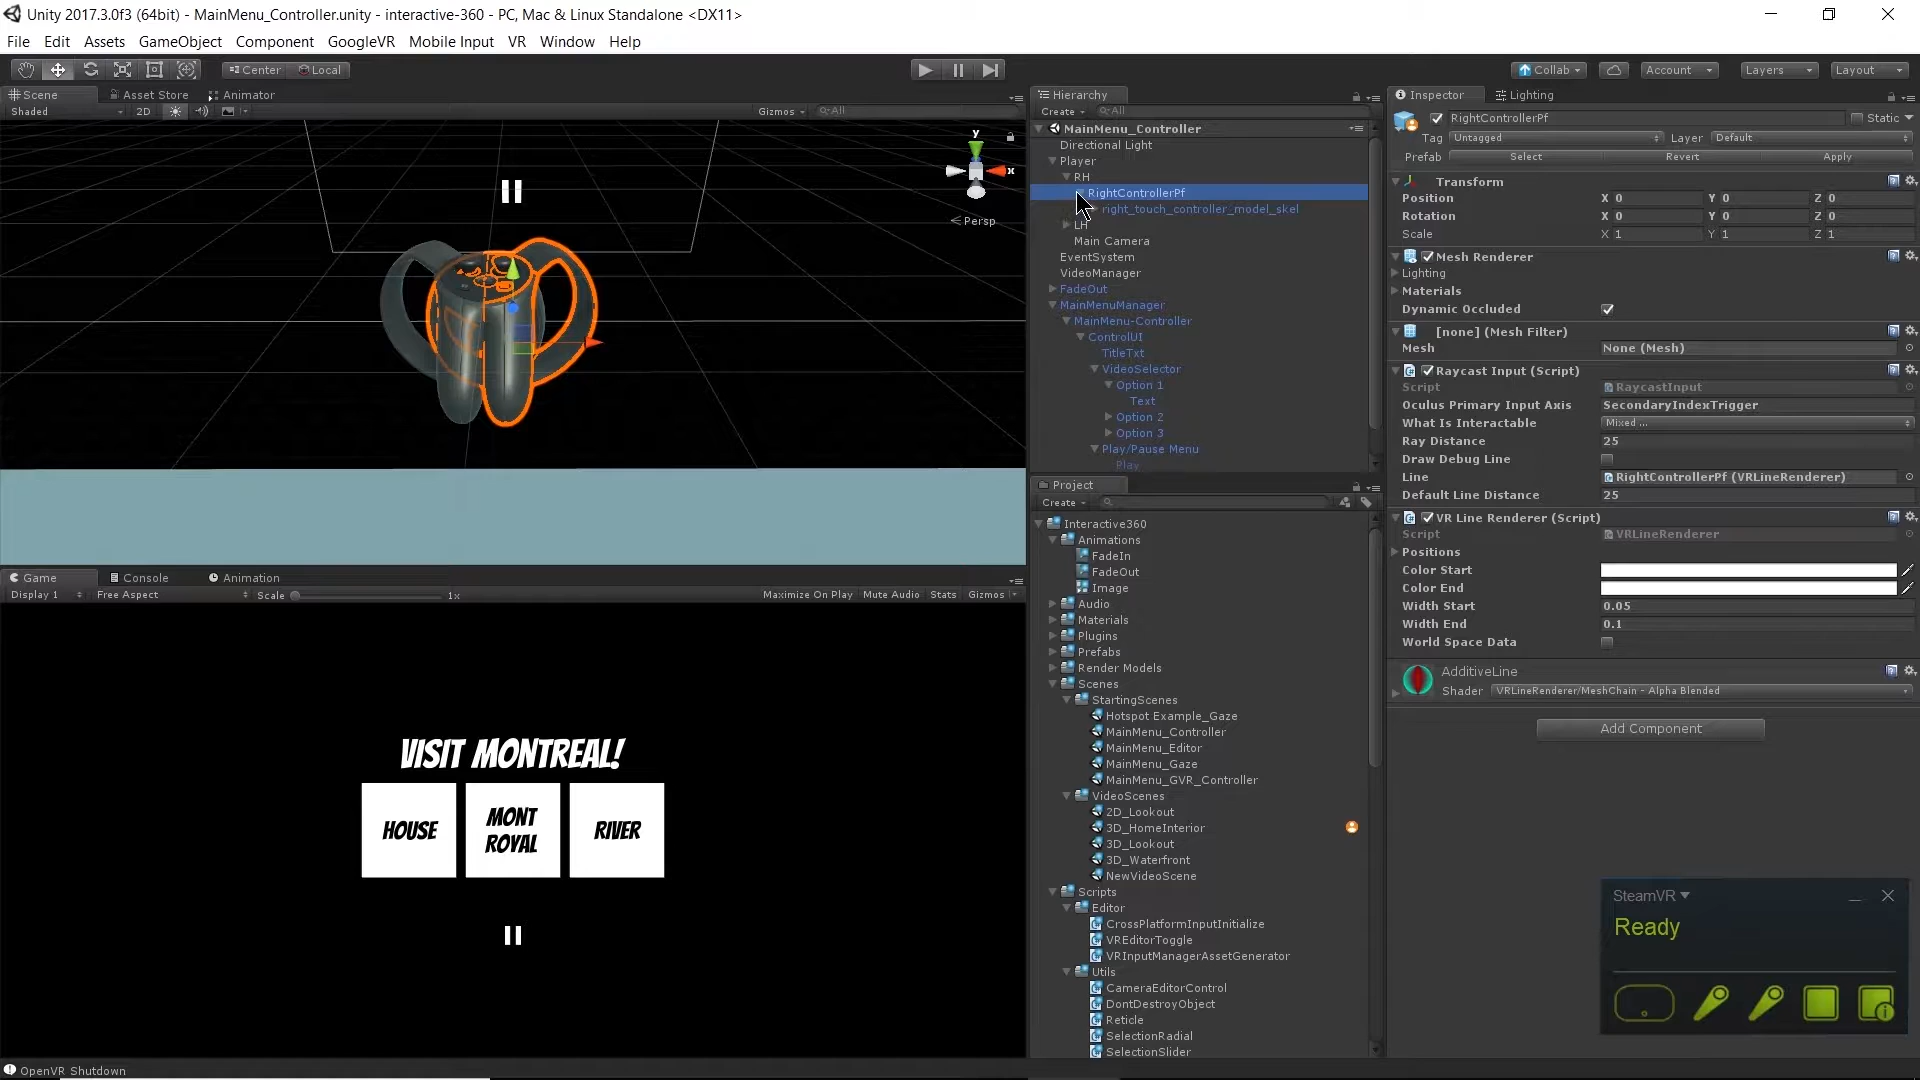 Unity 2017.3.0f3 (64bit) - MainMenu_Controller.unity - interactive-360 - PC, Mac & Linux Standalone <DX11>
File Edit Assets GameObject Component GoogleVR Mobile Input VR Window Help
Center Local Collab Account Layers Layout
Scene Asset Store Animator
Shaded 2D Gizmos All
y
x
Persp
Hierarchy
Create All
MainMenu_Controller
Directional Light
Player
RH
RightControllerPf
right_touch_controller_model_skel
LH
Main Camera
EventSystem
VideoManager
FadeOut
MainMenuManager
MainMenu-Controller
ControlUI
TitleTxt
VideoSelector
Option 1
Text
Option 2
Option 3
Play/Pause Menu
Play
Inspector Lighting
RightControllerPf Static
Tag Untagged Layer Default
Prefab Select Revert Apply
Transform
Position X 0 Y 0 Z 0
Rotation X 0 Y 0 Z 0
Scale X 1 Y 1 Z 1
Mesh Renderer
Lighting
Materials
Dynamic Occluded
[none] (Mesh Filter)
Mesh None (Mesh)
Raycast Input (Script)
Script RaycastInput
Oculus Primary Input Axis SecondaryIndexTrigger
What Is Interactable Mixed ...
Ray Distance 25
Draw Debug Line
Line RightControllerPf (VRLineRenderer)
Default Line Distance 25
VR Line Renderer (Script)
Script VRLineRenderer
Positions
Color Start
Color End
Width Start 0.05
Width End 0.1
World Space Data
AdditiveLine
Shader VRLineRenderer/MeshChain - Alpha Blended
Add Component
Game Console Animation
Display 1 Free Aspect Scale 1x Maximize On Play Mute Audio Stats Gizmos
VISIT MONTREAL!
HOUSE
MONT
ROYAL
RIVER
Project
Create
Interactive360
Animations
FadeIn
FadeOut
Image
Audio
Materials
Plugins
Prefabs
Render Models
Scenes
StartingScenes
Hotspot Example_Gaze
MainMenu_Controller
MainMenu_Editor
MainMenu_Gaze
MainMenu_GVR_Controller
VideoScenes
2D_Lookout
3D_HomeInterior
3D_Lookout
3D_Waterfront
NewVideoScene
Scripts
Editor
CrossPlatformInputInitialize
VREditorToggle
VRInputManagerAssetGenerator
Utils
CameraEditorControl
DontDestroyObject
Reticle
SelectionRadial
SelectionSlider
SteamVR
Ready
OpenVR Shutdown